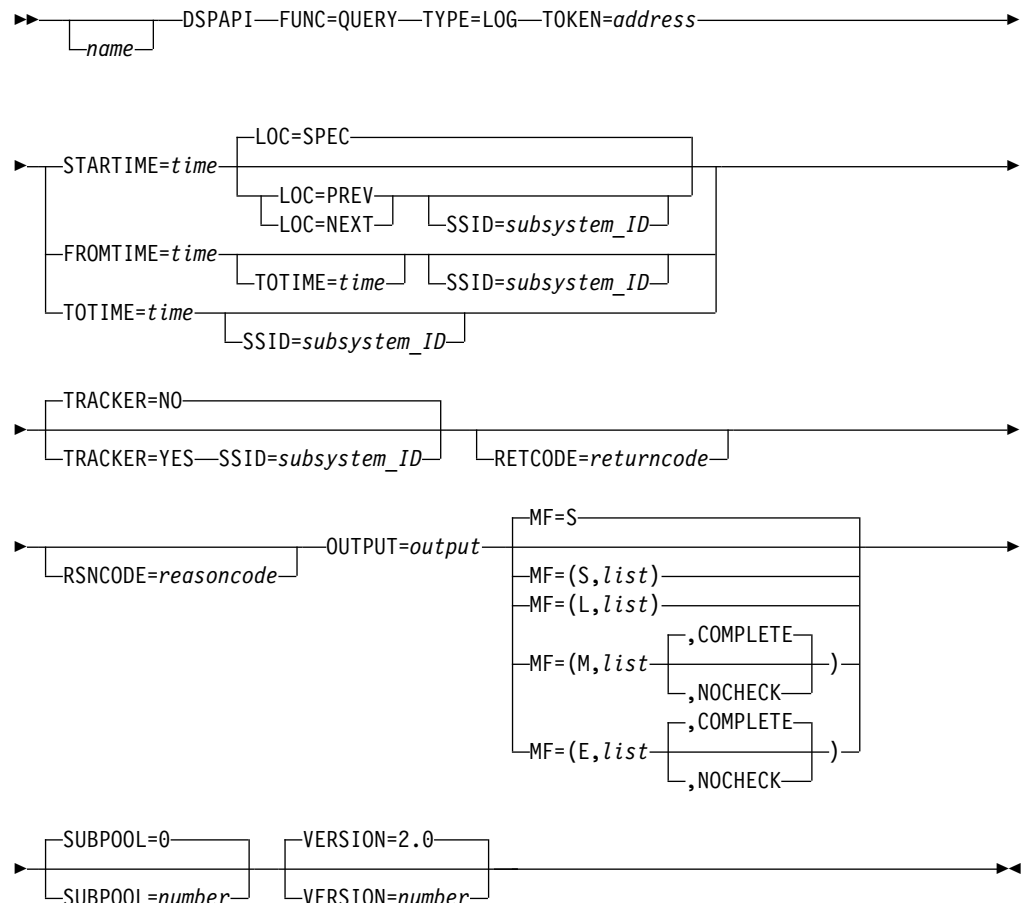 DSPAPI FUNC=QUERY TYPE=LOG TOKEN=address
name
LOC=SPEC
STARTIME=time
LOC=PREV
LOC=NEXT SSID=subsystem_ID
FROMTIME=time
TOTIME=time SSID=subsystem_ID
TOTIME=time
SSID=subsystem_ID
TRACKER=NO
TRACKER=YES SSID=subsystem_ID RETCODE=returncode
MF=S
OUTPUT=output
RSNCODE=reasoncode MF=(S,list)
MF=(L,list)
,COMPLETE
MF=(M,list )
,NOCHECK
,COMPLETE
MF=(E,list )
,NOCHECK
SUBPOOL=0 VERSION=2.0
SUBPOOL=number VERSION=number